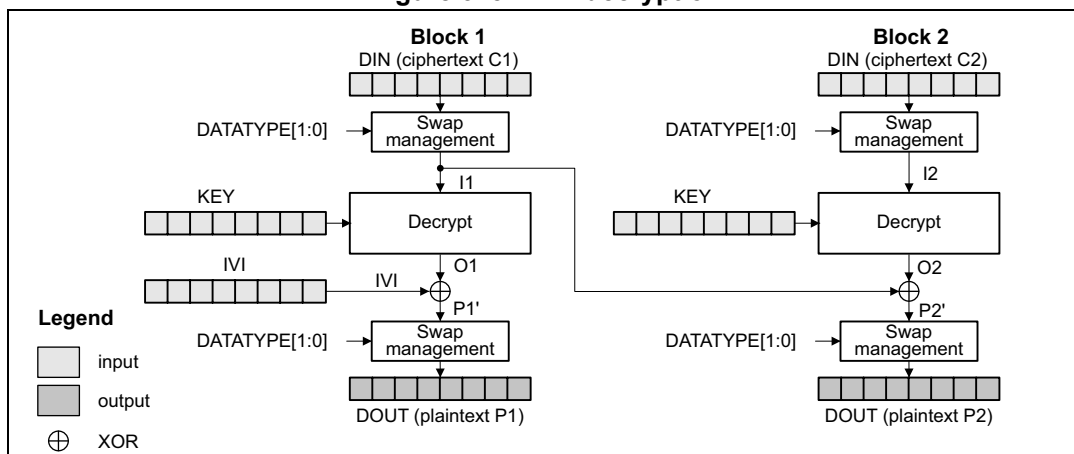 Block 1
DIN (ciphertext C1)
DATATYPE[1:0]
Swap
management
I1
KEY
Decrypt
IVI
IVI
O1
P1'
DATATYPE[1:0]
Swap
management
DOUT (plaintext P1)
Block 2
DIN (ciphertext C2)
DATATYPE[1:0]
Swap
management
I2
KEY
Decrypt
O2
P2'
DATATYPE[1:0]
Swap
management
DOUT (plaintext P2)
Legend
input
output
XOR